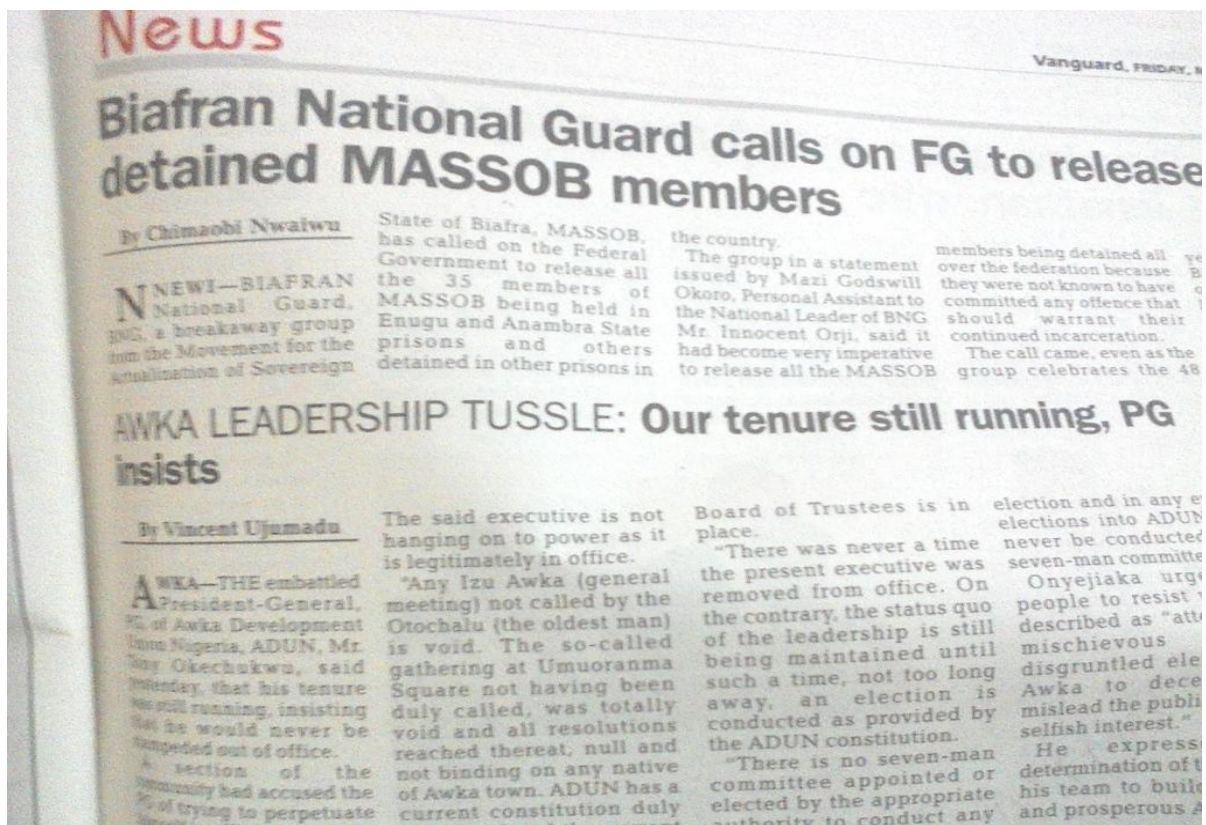 News
Vanguard, FRIDAY,
Biafran National Guard calls on FG to release
detained MASSOB members
By Chimaobi Nwaiwu
NNEWI—BIAFRAN
National Guard,
BNG, a breakaway group
from the Movement for the
Actualization of Sovereign
State of Biafra, MASSOB,
has called on the Federal
Government to release all
the 35 members of
MASSOB being held in
Enugu and Anambra State
prisons and others
detained in other prisons in
the country.
The group in a statement
issued by Mazi Godswill
Okoro, Personal Assistant to
the National Leader of BNG
Mr. Innocent Orji, said it
had become very imperative
to release all the MASSOB
members being detained all
over the federation because
they were not known to have
committed any offence that
should warrant their
continued incarceration.
The call came, even as the
group celebrates the 48
AWKA LEADERSHIP TUSSLE: Our tenure still running, PG
insists
By Vincent Ujumadu
AWKA—THE embattled
President-General,
PG, of Awka Development
Union Nigeria, ADUN, Mr.
Tony Okechukwu, said
yesterday, that his tenure
was still running, insisting
that he would never be
stampeded out of office.
A section of the
community had accused the
PG of trying to perpetuate
The said executive is not
hanging on to power as it
is legitimately in office.
"Any Izu Awka (general
meeting) not called by the
Otochalu (the oldest man)
is void. The so-called
gathering at Umuoranma
Square not having been
duly called, was totally
void and all resolutions
reached thereat, null and
not binding on any native
of Awka town. ADUN has a
current constitution duly
Board of Trustees is in
place.
"There was never a time
the present executive was
removed from office. On
the contrary, the status quo
of the leadership is still
being maintained until
such a time, not too long
away, an election is
conducted as provided by
the ADUN constitution.
"There is no seven-man
committee appointed or
elected by the appropriate
authority to conduct any
election and in any
elections into ADUN
never be conducted
seven-man committe
Onyejiaka urge
people to resist
described as "atte
mischievous
disgruntled ele
Awka to dece
mislead the publi
selfish interest."
He express
determination of t
his team to build
and prosperous A